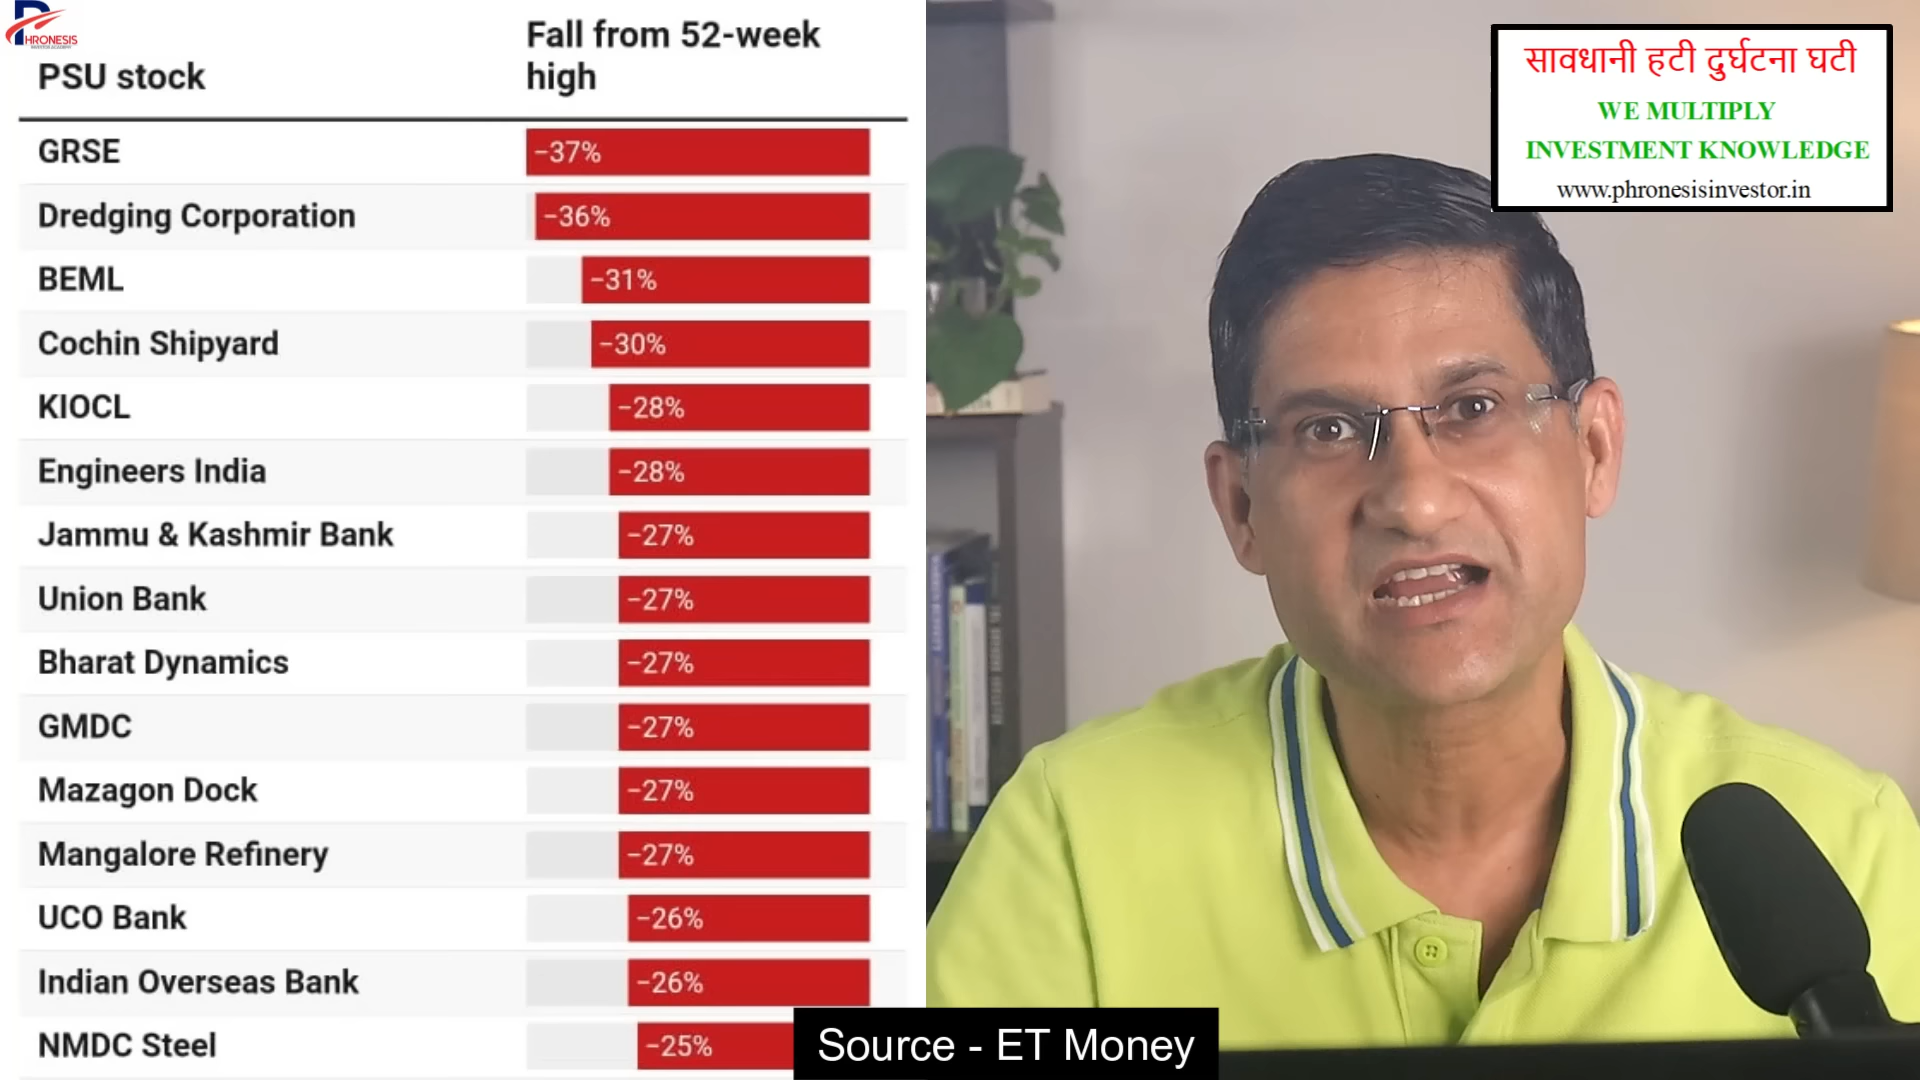 PHRONESIS
PSU stock
Fall from 52-week
high
GRSE
−37%
Dredging Corporation
−36%
BEML
−31%
Cochin Shipyard
−30%
KIOCL
−28%
Engineers India
−28%
Jammu & Kashmir Bank
−27%
Union Bank
−27%
Bharat Dynamics
−27%
GMDC
−27%
Mazagon Dock
−27%
Mangalore Refinery
−27%
UCO Bank
−26%
Indian Overseas Bank
−26%
NMDC Steel
−25%
Source - ET Money
सावधानी हटी दुर्घटना घटी
WE MULTIPLY
INVESTMENT KNOWLEDGE
www.phronesisinvestor.in